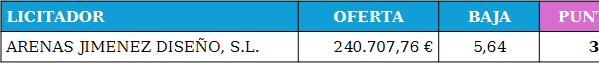 LICITADOR OFERTA BAJA
ARENAS JIMENEZ DISEÑO, S.L. 240.707,76 € 5,64